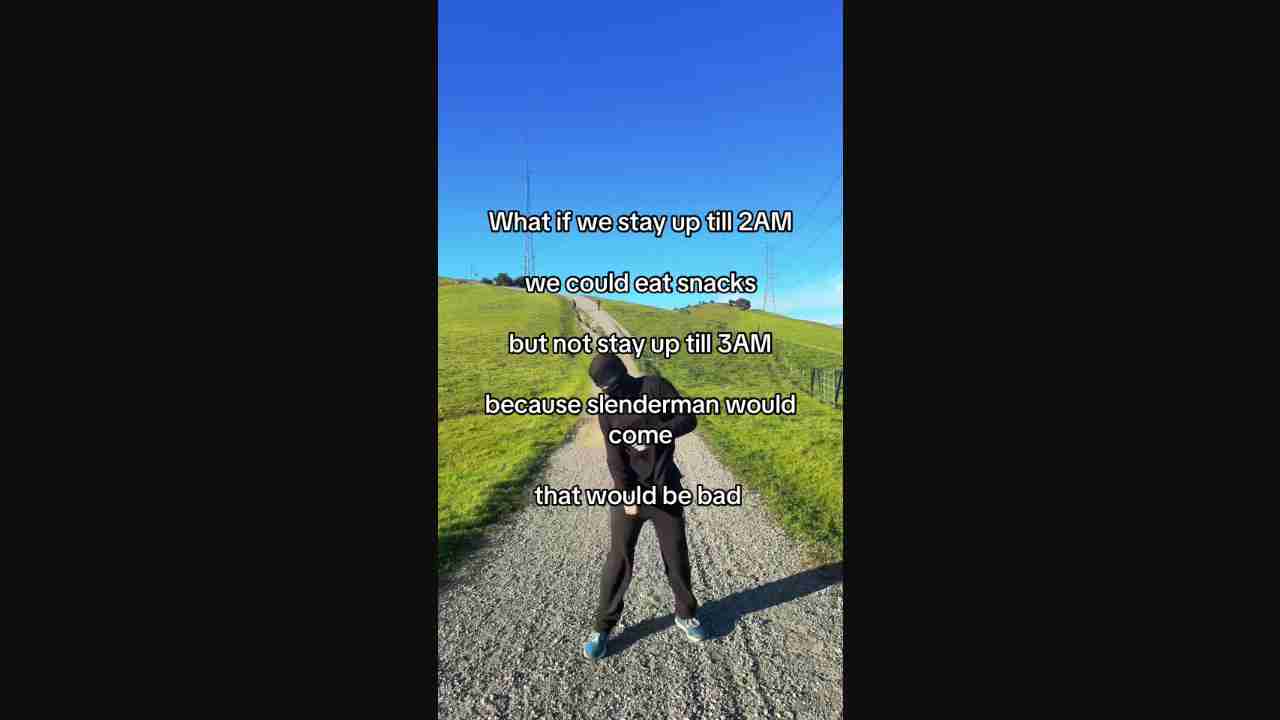 What if we stay up till 2AM
we could eat snacks
but not stay up till 3AM
because slenderman would
come
that would be bad